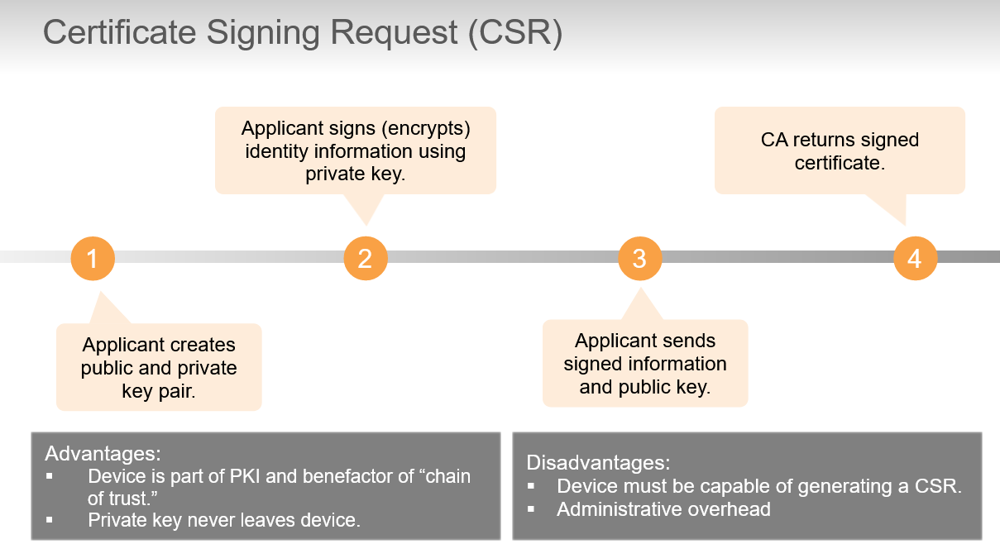 Certificate Signing Request (CSR)
Applicant signs (encrypts)
identity information using
private key.
CA returns signed
certificate.
1
2
3
4
Applicant creates
public and private
key pair.
Applicant sends
signed information
and public key.
Advantages:
▪ Device is part of PKI and benefactor of “chain
of trust.”
▪ Private key never leaves device.
Disadvantages:
▪ Device must be capable of generating a CSR.
▪ Administrative overhead